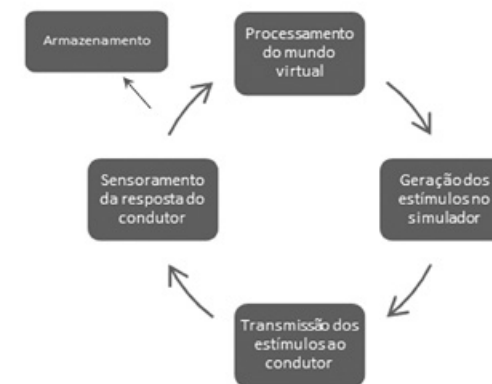 Armazenamento
Processamento
do mundo
virtual
Sensoramento
da resposta do
condutor
Geração dos
estímulos no
simulador
Transmissão dos
estímulos ao
condutor